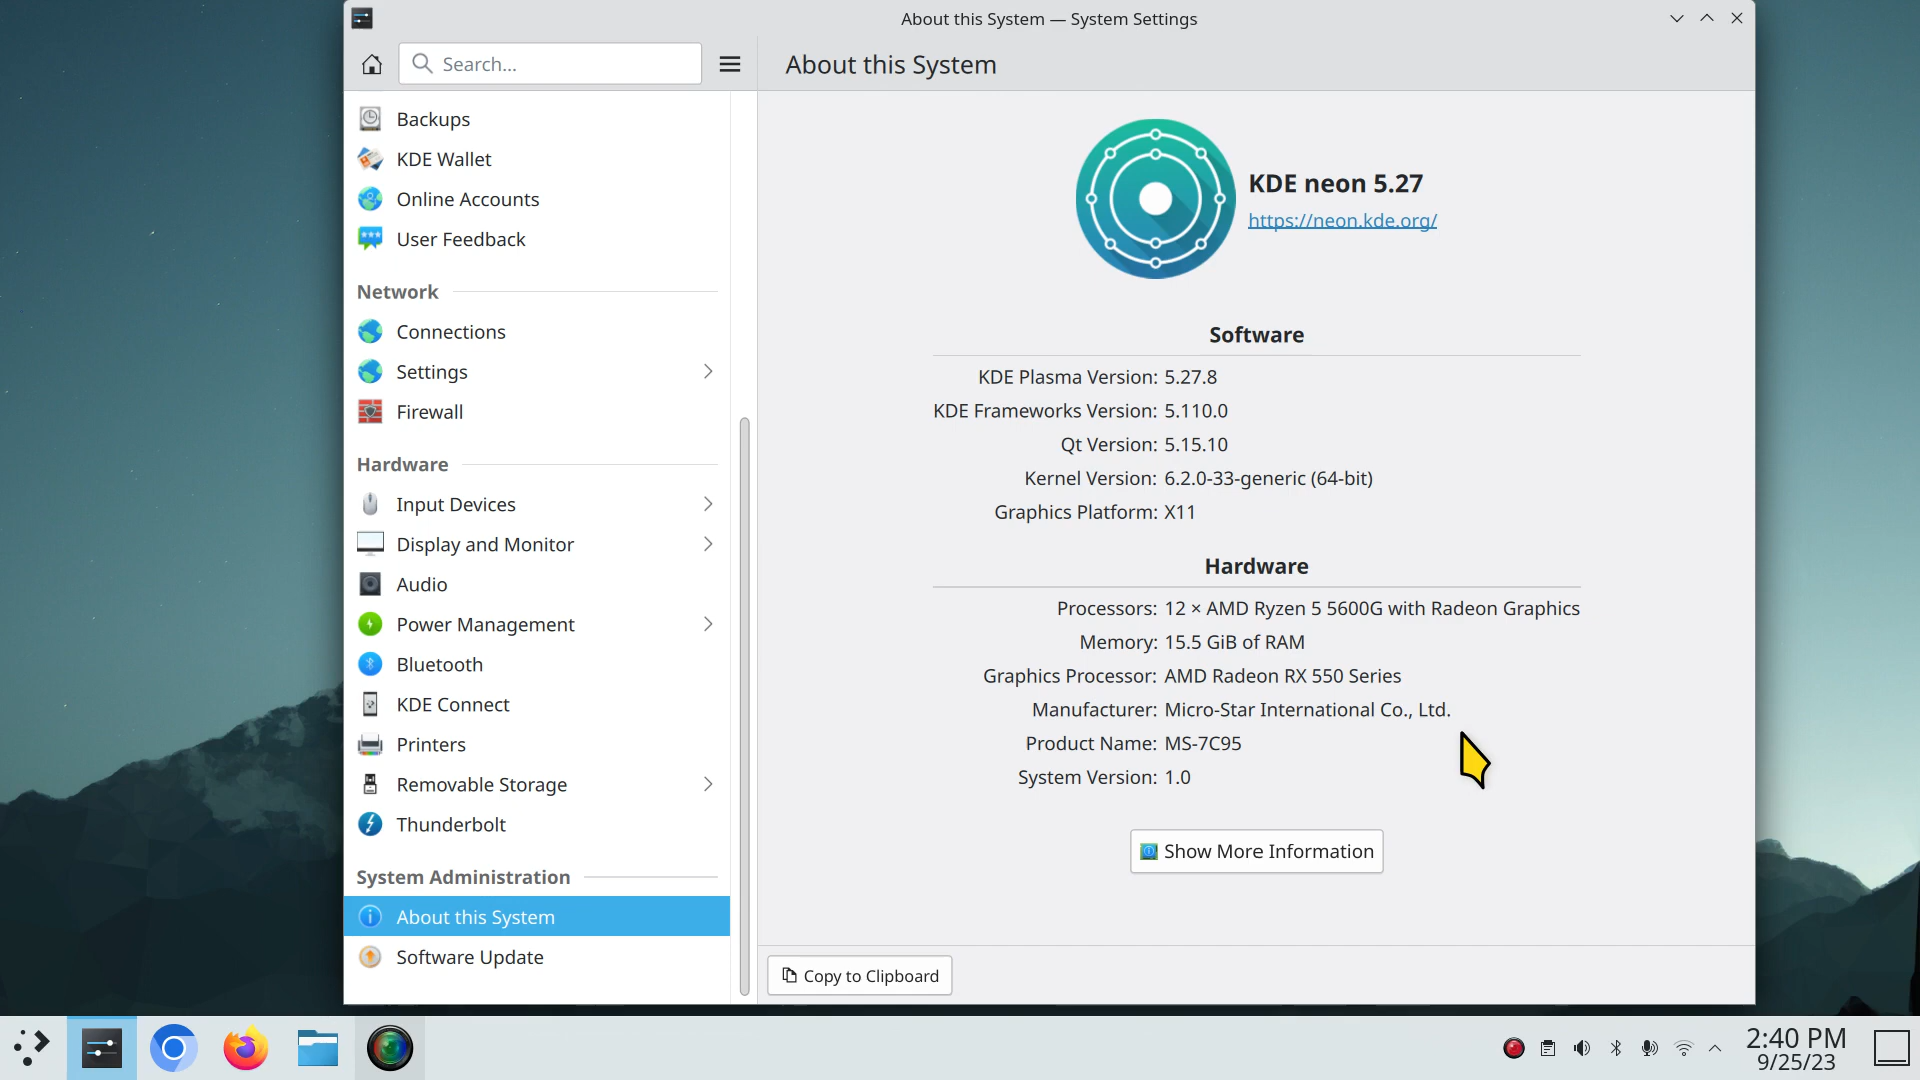 About this System — System Settings
Search...
About this System
Backups
KDE Wallet
Online Accounts
User Feedback
Network
Connections
Settings
Firewall
Hardware
Input Devices
Display and Monitor
Audio
Power Management
Bluetooth
KDE Connect
Printers
Removable Storage
Thunderbolt
System Administration
About this System
Software Update
KDE neon 5.27
https://neon.kde.org/
Software
KDE Plasma Version: 5.27.8
KDE Frameworks Version: 5.110.0
Qt Version: 5.15.10
Kernel Version: 6.2.0-33-generic (64-bit)
Graphics Platform: X11
Hardware
Processors: 12 × AMD Ryzen 5 5600G with Radeon Graphics
Memory: 15.5 GiB of RAM
Graphics Processor: AMD Radeon RX 550 Series
Manufacturer: Micro-Star International Co., Ltd.
Product Name: MS-7C95
System Version: 1.0
Show More Information
Copy to Clipboard
2:40 PM
9/25/23